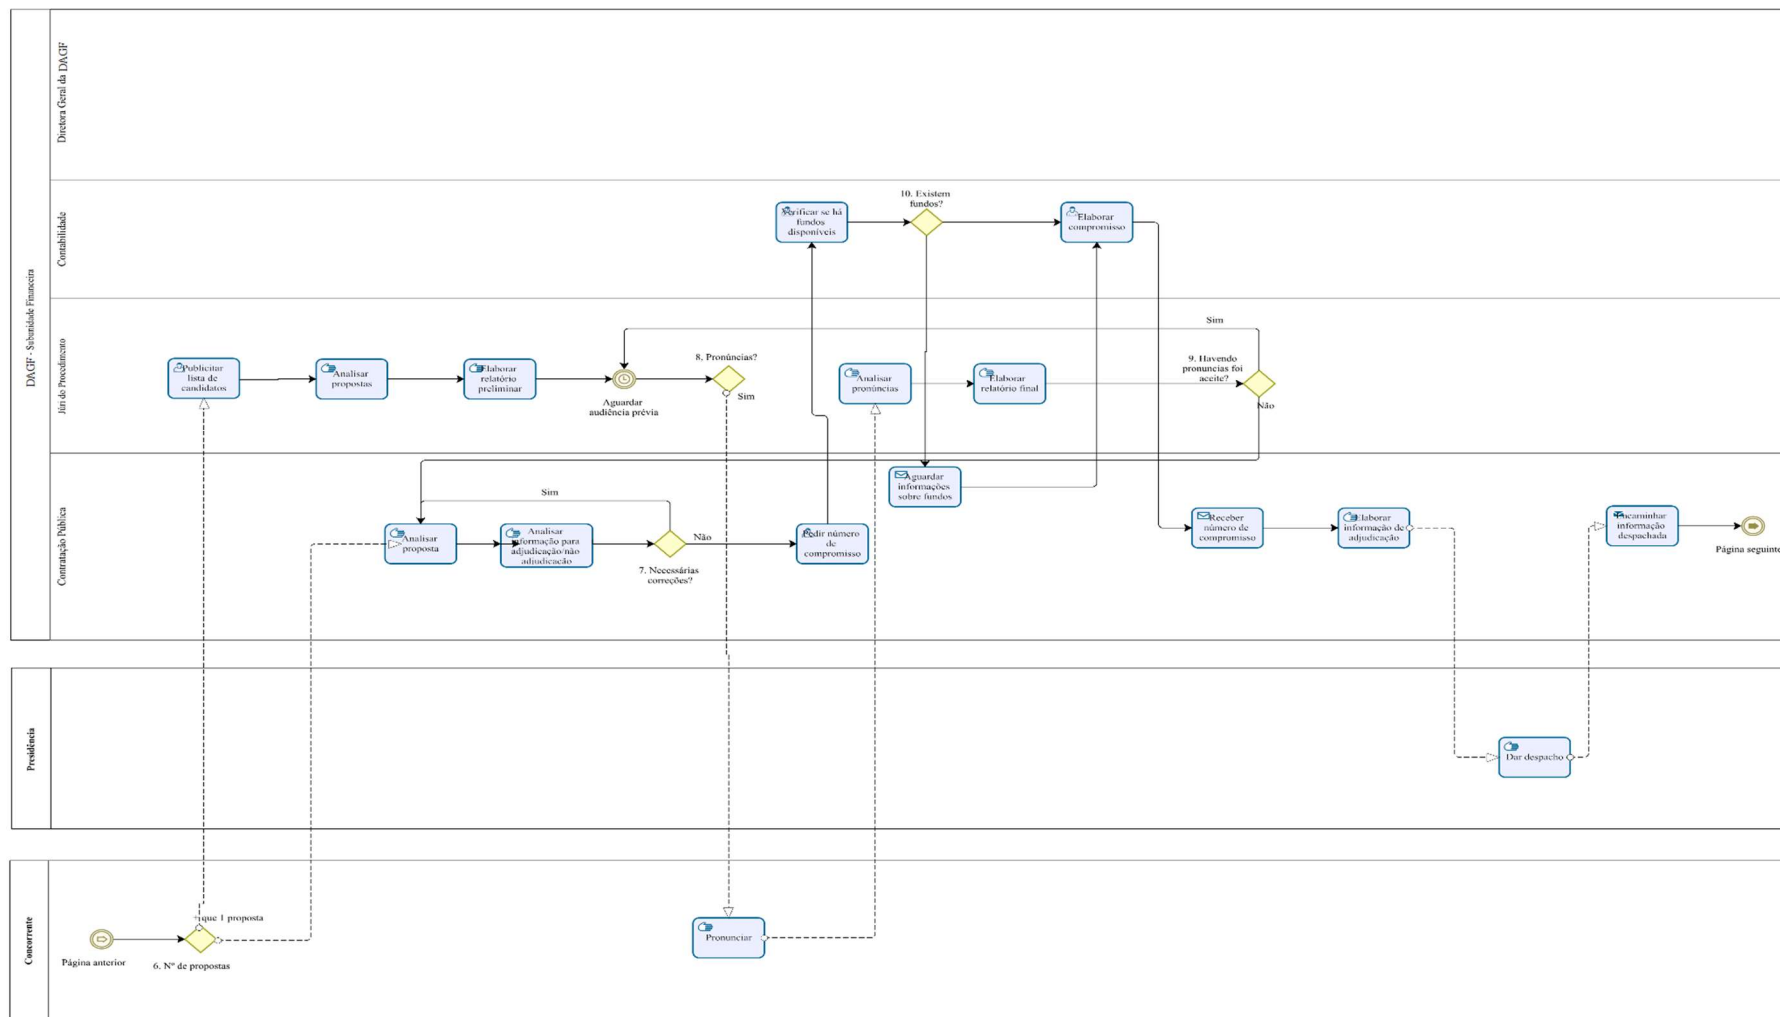 DAGF - Subunidade Financeira
Diretora Geral da DAGF
Contabilidade
Verificar se há
fundos
disponíveis
10. Existem
fundos?
Elaborar
compromisso
Júri do Procedimento
Publicitar
lista de
candidatos
Analisar
propostas
Elaborar
relatório
preliminar
Aguardar
audiência prévia
8. Pronúncias?
Sim
Analisar
pronúncias
Elaborar
relatório final
Sim
9. Havendo
pronuncias foi
aceite?
Não
Contratação Pública
Analisar
proposta
Sim
Analisar
informação para
adjudicação/não
adjudicação
Não
7. Necessárias
correções?
Pedir número
de
compromisso
Aguardar
informações
sobre fundos
Receber
número de
compromisso
Elaborar
informação de
adjudicação
Encaminhar
informação
despachada
Página seguinte
Presidência
Dar despacho
Concorrente
Página anterior
+ que 1 proposta
6. Nº de propostas
Pronunciar